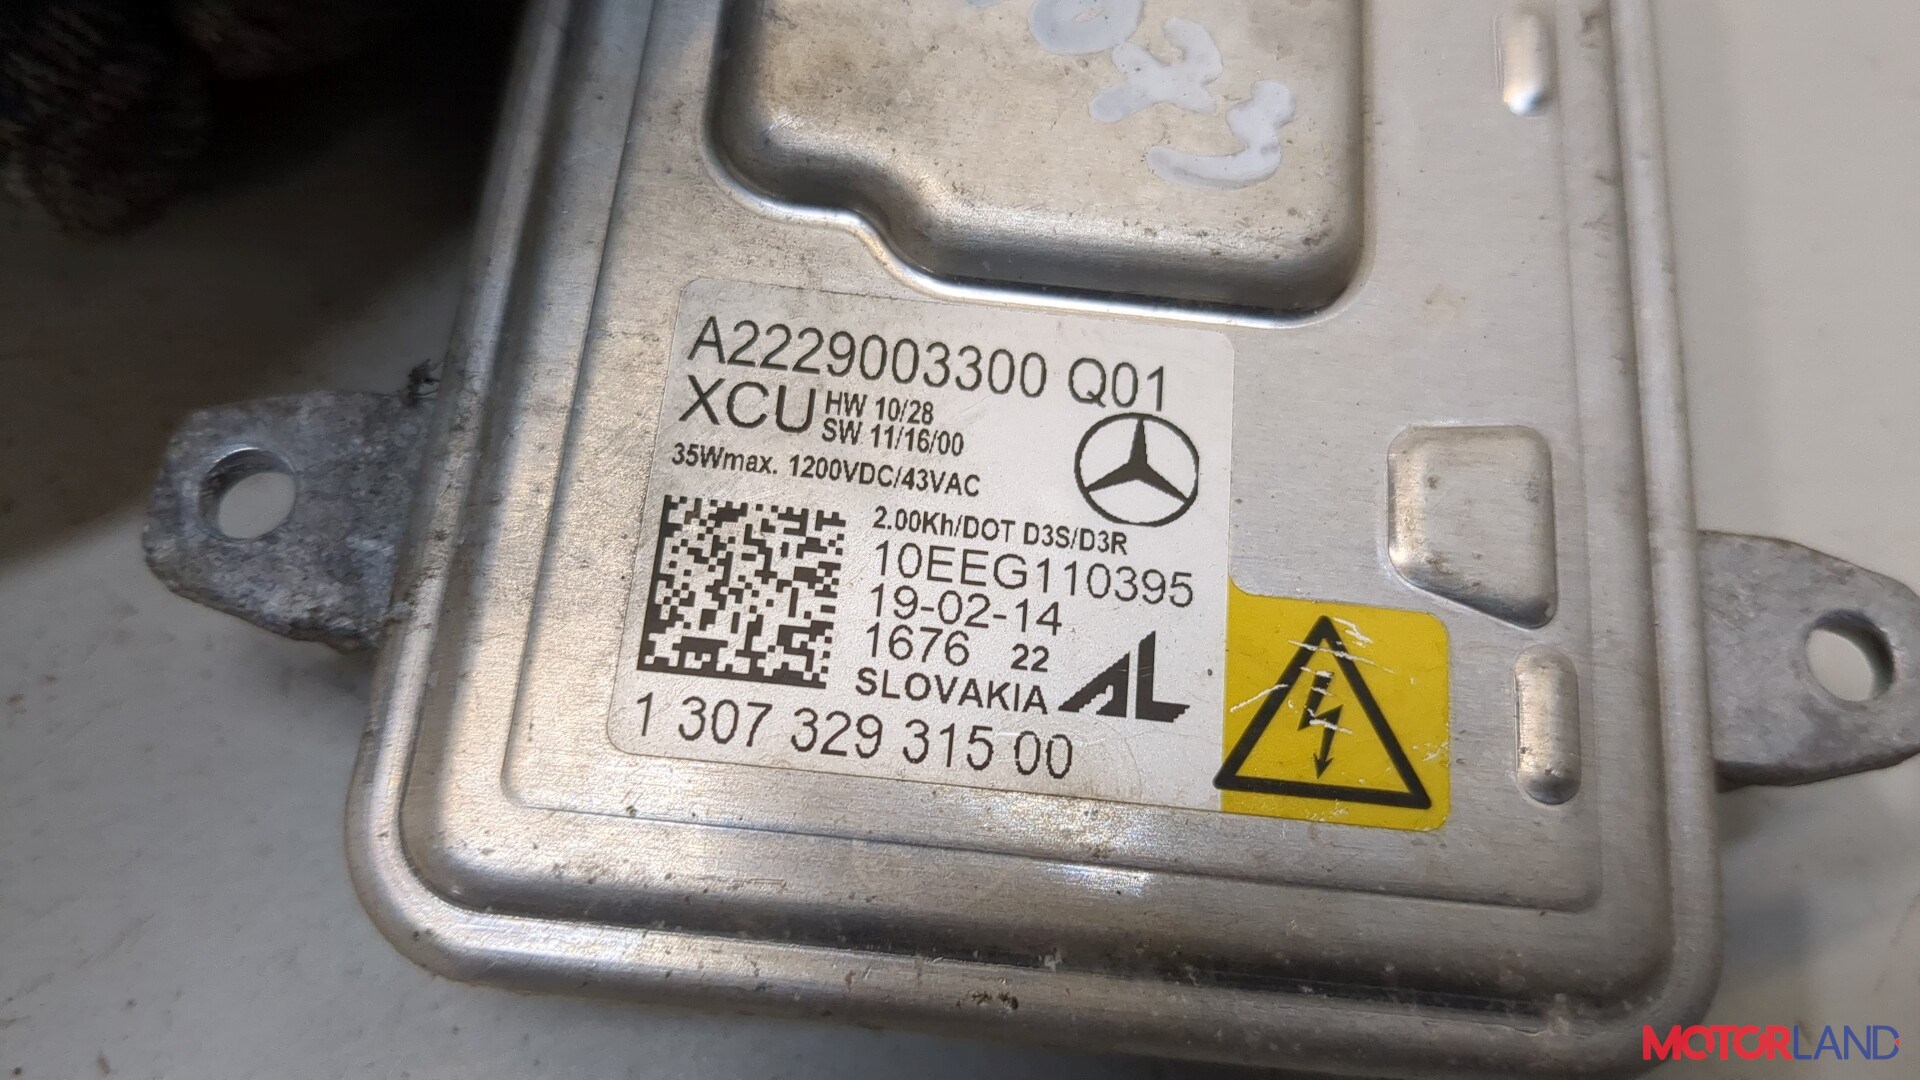 A2229003300 Q01
XCU HW 10/28
SW 11/16/00
35Wmax. 1200VDC/43VAC
2.00Kh/DOT D3S/D3R
10EEG110395
19-02-14
1676 22
SLOVAKIA AL
1 307 329 315 00
MOTORLAND